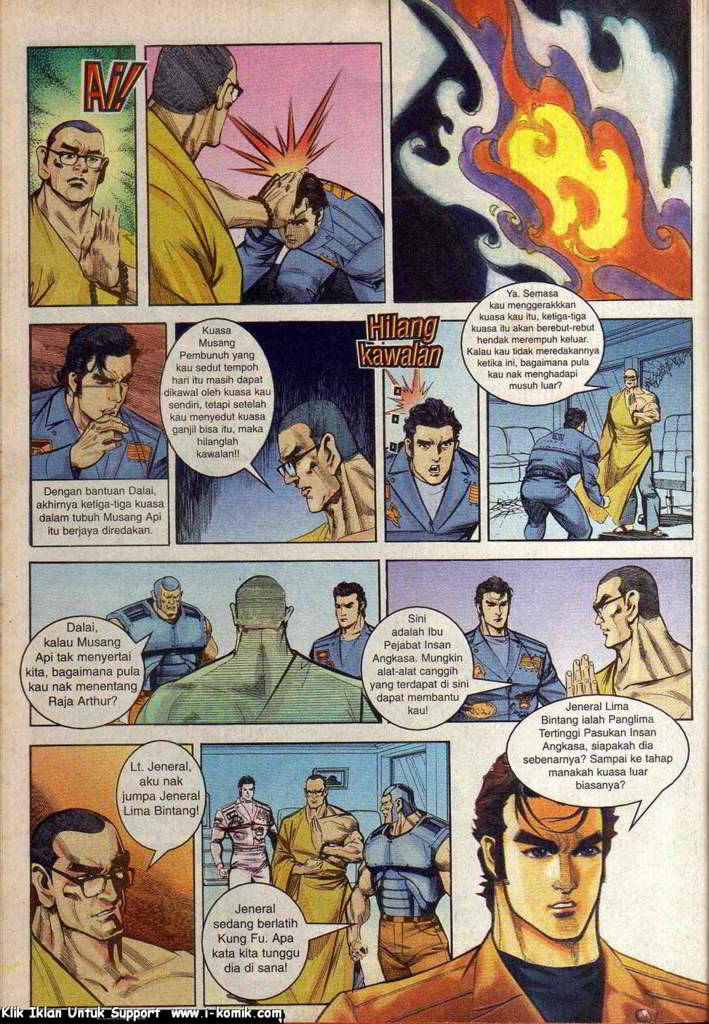 Ai!
Kuasa
Musang
Pembunuh yang
kau sedut tempoh
hari itu masih dapat
dikawal oleh kuasa kau
sendiri, tetapi setelah
kau menyedut kuasa
ganjil bisa itu, maka
hilanglah
kawalan!!
Dengan bantuan Dalai,
akhirnya ketiga-tiga kuasa
dalam tubuh Musang Api
itu berjaya diredakan.
Hilang
kawalan
Ya. Semasa
kau menggerakkkan
kuasa kau itu, ketiga-tiga
kuasa itu akan berebut-rebut
hendak merempuh keluar.
Kalau kau tidak meredakannya
ketika ini, bagaimana pula
kau nak menghadapi
musuh luar?
Dalai,
kalau Musang
Api tak menyertai
kita, bagaimana pula
kau nak menentang
Raja Arthur?
Sini
adalah Ibu
Pejabat Insan
Angkasa. Mungkin
alat-alat canggih
yang terdapat di sini
dapat membantu
kau!
Lt. Jeneral,
aku nak
jumpa Jeneral
Lima Bintang!
Jeneral
sedang berlatih
Kung Fu. Apa
kata kita tunggu
dia di sana!
Jeneral Lima
Bintang ialah Panglima
Tertinggi Pasukan Insan
Angkasa, siapakah dia
sebenarnya? Sampai ke tahap
manakah kuasa luar
biasanya?
Klik Iklan Untuk Support www.i-komik.com